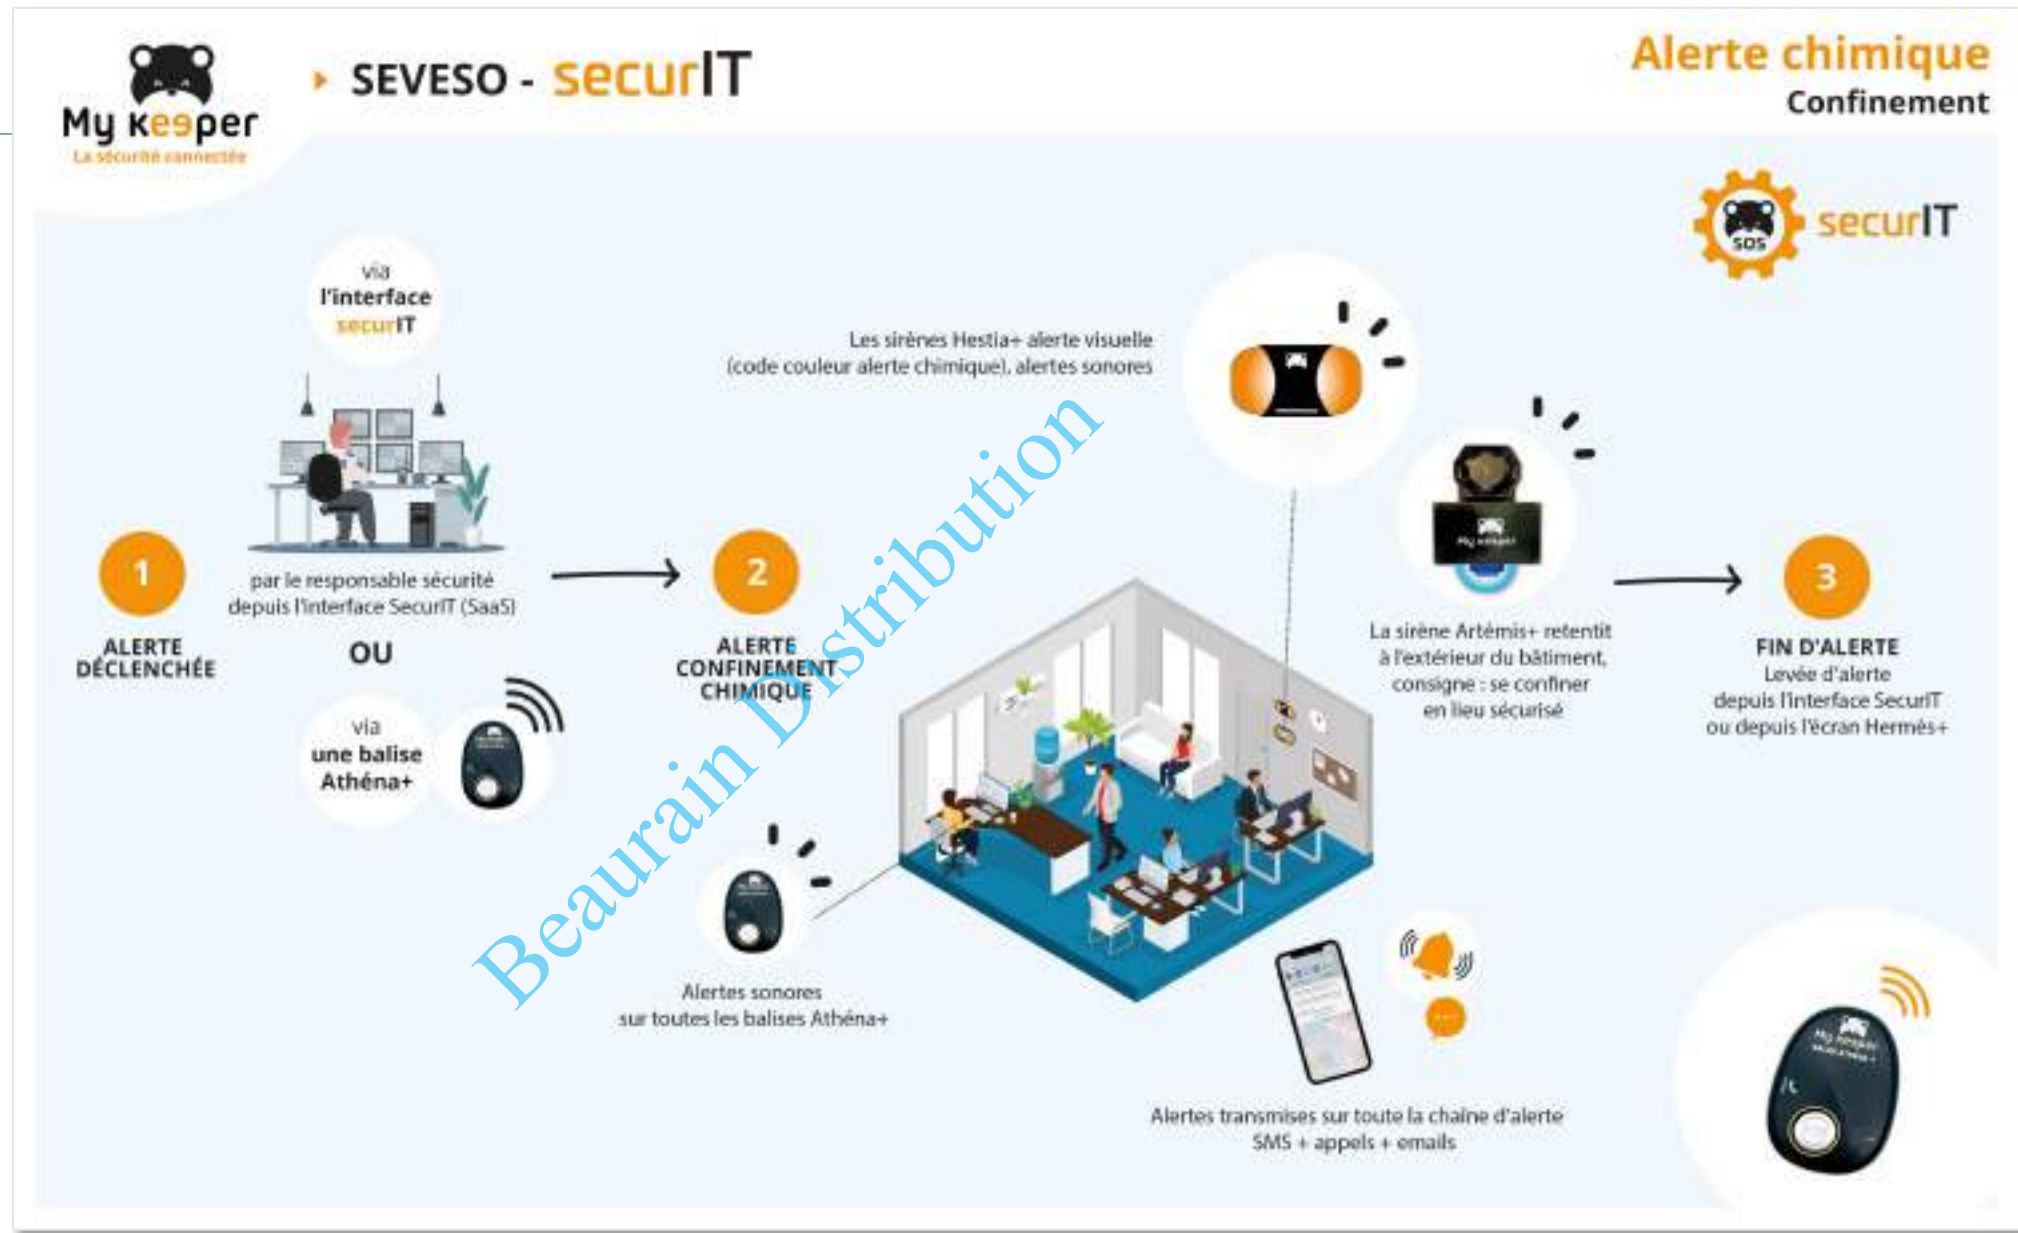 My Keeper
La sécurité connectée
SEVESO - securIT
Alerte chimique
Confinement
SOS
securIT
via
l'interface
securIT
1
ALERTE
DÉCLENCHÉE
par le responsable sécurité
depuis l'interface SecurIT (SaaS)
OU
via
une balise
Athéna+
2
ALERTE
CONFINEMENT
CHIMIQUE
Les sirènes Hestia+ alerte visuelle
(code couleur alerte chimique), alertes sonores
My Keeper
La sirène Artémis+ retentit
à l'extérieur du bâtiment,
consigne : se confiner
en lieu sécurisé
Alertes sonores
sur toutes les balises Athéna+
Alertes transmises sur toute la chaîne d'alerte
SMS + appels + emails
3
FIN D'ALERTE
Levée d'alerte
depuis l'interface SecurIT
ou depuis l'écran Hermès+
My Keeper
Beaurain Distribution